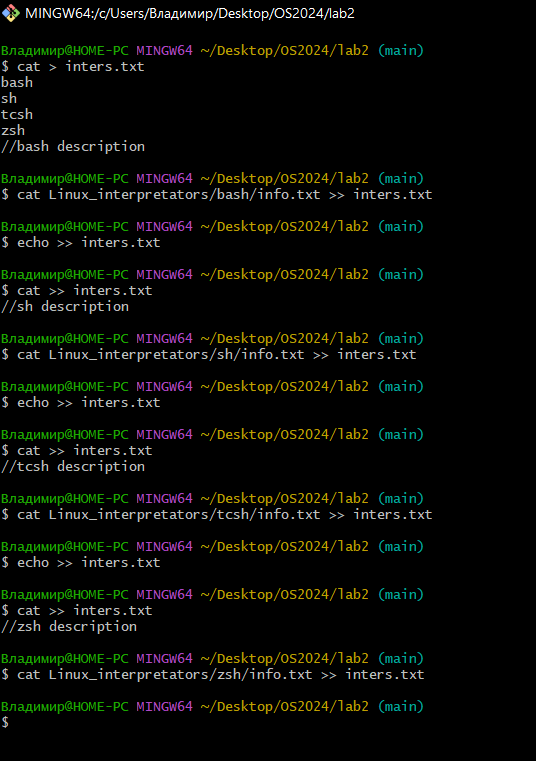 MINGW64:/c/Users/Владимир/Desktop/OS2024/lab2
Владимир@HOME-PC MINGW64 ~/Desktop/OS2024/lab2 (main)
$ cat > inters.txt
bash
sh
tcsh
zsh
//bash description
Владимир@HOME-PC MINGW64 ~/Desktop/OS2024/lab2 (main)
$ cat Linux_interpretators/bash/info.txt >> inters.txt
Владимир@HOME-PC MINGW64 ~/Desktop/OS2024/lab2 (main)
$ echo >> inters.txt
Владимир@HOME-PC MINGW64 ~/Desktop/OS2024/lab2 (main)
$ cat >> inters.txt
//sh description
Владимир@HOME-PC MINGW64 ~/Desktop/OS2024/lab2 (main)
$ cat Linux_interpretators/sh/info.txt >> inters.txt
Владимир@HOME-PC MINGW64 ~/Desktop/OS2024/lab2 (main)
$ echo >> inters.txt
Владимир@HOME-PC MINGW64 ~/Desktop/OS2024/lab2 (main)
$ cat >> inters.txt
//tcsh description
Владимир@HOME-PC MINGW64 ~/Desktop/OS2024/lab2 (main)
$ cat Linux_interpretators/tcsh/info.txt >> inters.txt
Владимир@HOME-PC MINGW64 ~/Desktop/OS2024/lab2 (main)
$ echo >> inters.txt
Владимир@HOME-PC MINGW64 ~/Desktop/OS2024/lab2 (main)
$ cat >> inters.txt
//zsh description
Владимир@HOME-PC MINGW64 ~/Desktop/OS2024/lab2 (main)
$ cat Linux_interpretators/zsh/info.txt >> inters.txt
Владимир@HOME-PC MINGW64 ~/Desktop/OS2024/lab2 (main)
$